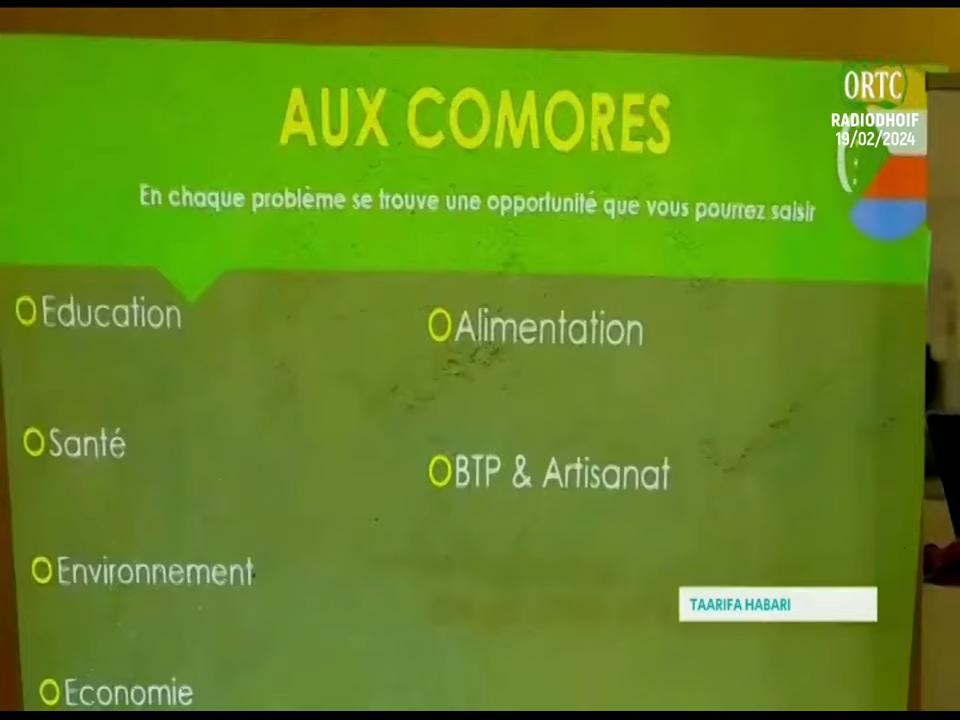 ORTC
RADIODHOIF
19/02/2024
AUX COMORES
En chaque problème se trouve une opportunité que vous pourrez saisir
Education
Santé
Environnement
Economie
Alimentation
BTP & Artisanat
TAARIFA HABARI